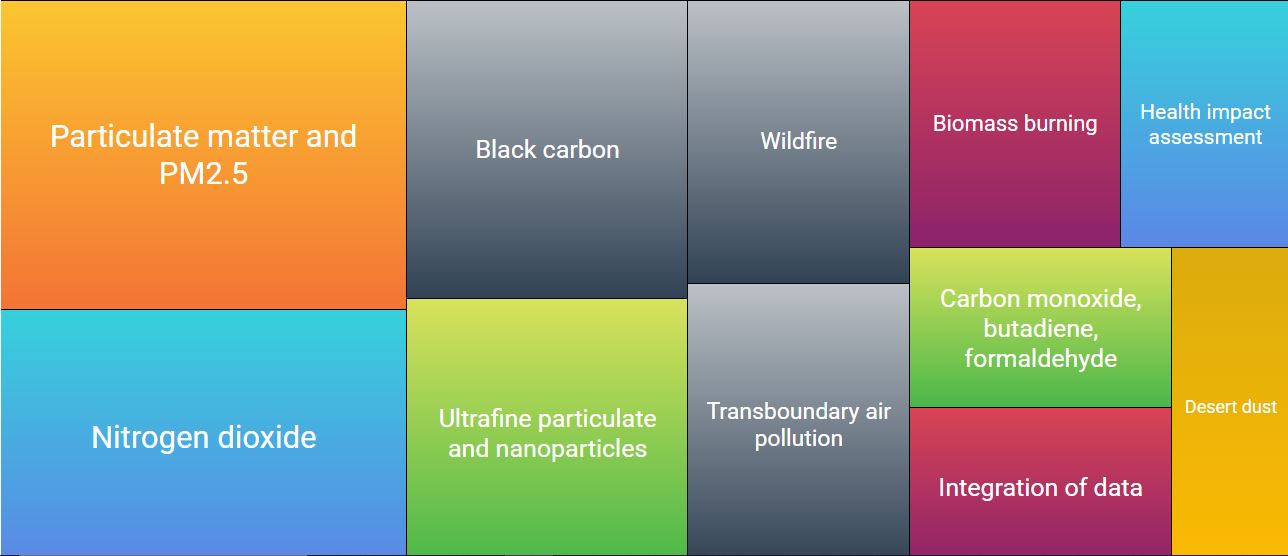 Particulate matter and
PM2.5
Nitrogen dioxide
Black carbon
Ultrafine particulate
and nanoparticles
Wildfire
Transboundary air
pollution
Biomass burning
Health impact
assessment
Carbon monoxide,
butadiene,
formaldehyde
Integration of data
Desert dust